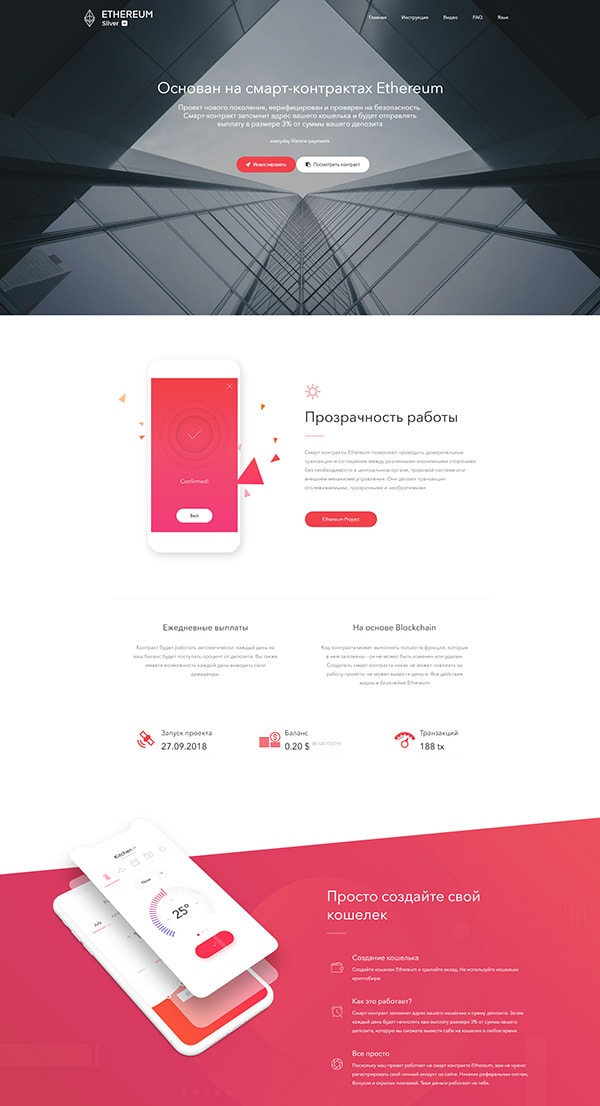 ETHEREUM
Silver
Главная Инструкция Видео FAQ Язык
Основан на смарт-контрактах Ethereum
Проект нового поколения, верифицирован и проверен на безопасность.
Смарт-контракт запомнит адрес вашего кошелька и будет отправлять
выплату в размере 3% от суммы вашего депозита
everyday lifetime payments
Инвестировать Посмотреть контракт
Confirmed!
Back
Прозрачность работы
Смарт контракты Ethereum позволяют проводить доверительные
транзакции и соглашения между различными анонимными сторонами
без необходимости в центральном органе, правовой системе или
внешнем механизме управления. Они делают транзакции
отслеживаемыми, прозрачными и необратимыми
Ethereum Project
Ежедневные выплаты
Контракт будет работать автоматически, каждый день на
ваш баланс будет поступать процент от депозита. Вы также
имеете возможность каждый день выводить свои
дивиденды.
На основе Blockchain
Код контракта может выполнять только те функции, которые
в нем заложены - он не может быть изменен или удален.
Создатель смарт-контракта никак не может повлиять на
работу проекта, не может вывести деньги. Все действия
видны в блокчейне Ethereum
Запуск проекта
27.09.2018
Баланс
0.20 $
Транзакций
188 tx
Kitchen
25°
Просто создайте свой
кошелек
Создание кошелька
Создайте кошелек Ethereum и сделайте вклад. Не используйте кошельки
криптобирж.
Как это работает?
Смарт-контракт запомнит адрес вашего кошелька и сумму депозита. Затем
каждый день будет начислять вам выплату размере 3% от суммы вашего
депозита, которую вы сможете вывести себе на кошелек в любое время
Все просто
Поскольку наш проект работает на смарт контракте Ethereum, вам не нужно
регистрировать свой личный аккаунт на сайте. Никаких реферальных систем,
бонусов и скрытых платежей. Твои деньги работают на тебя.